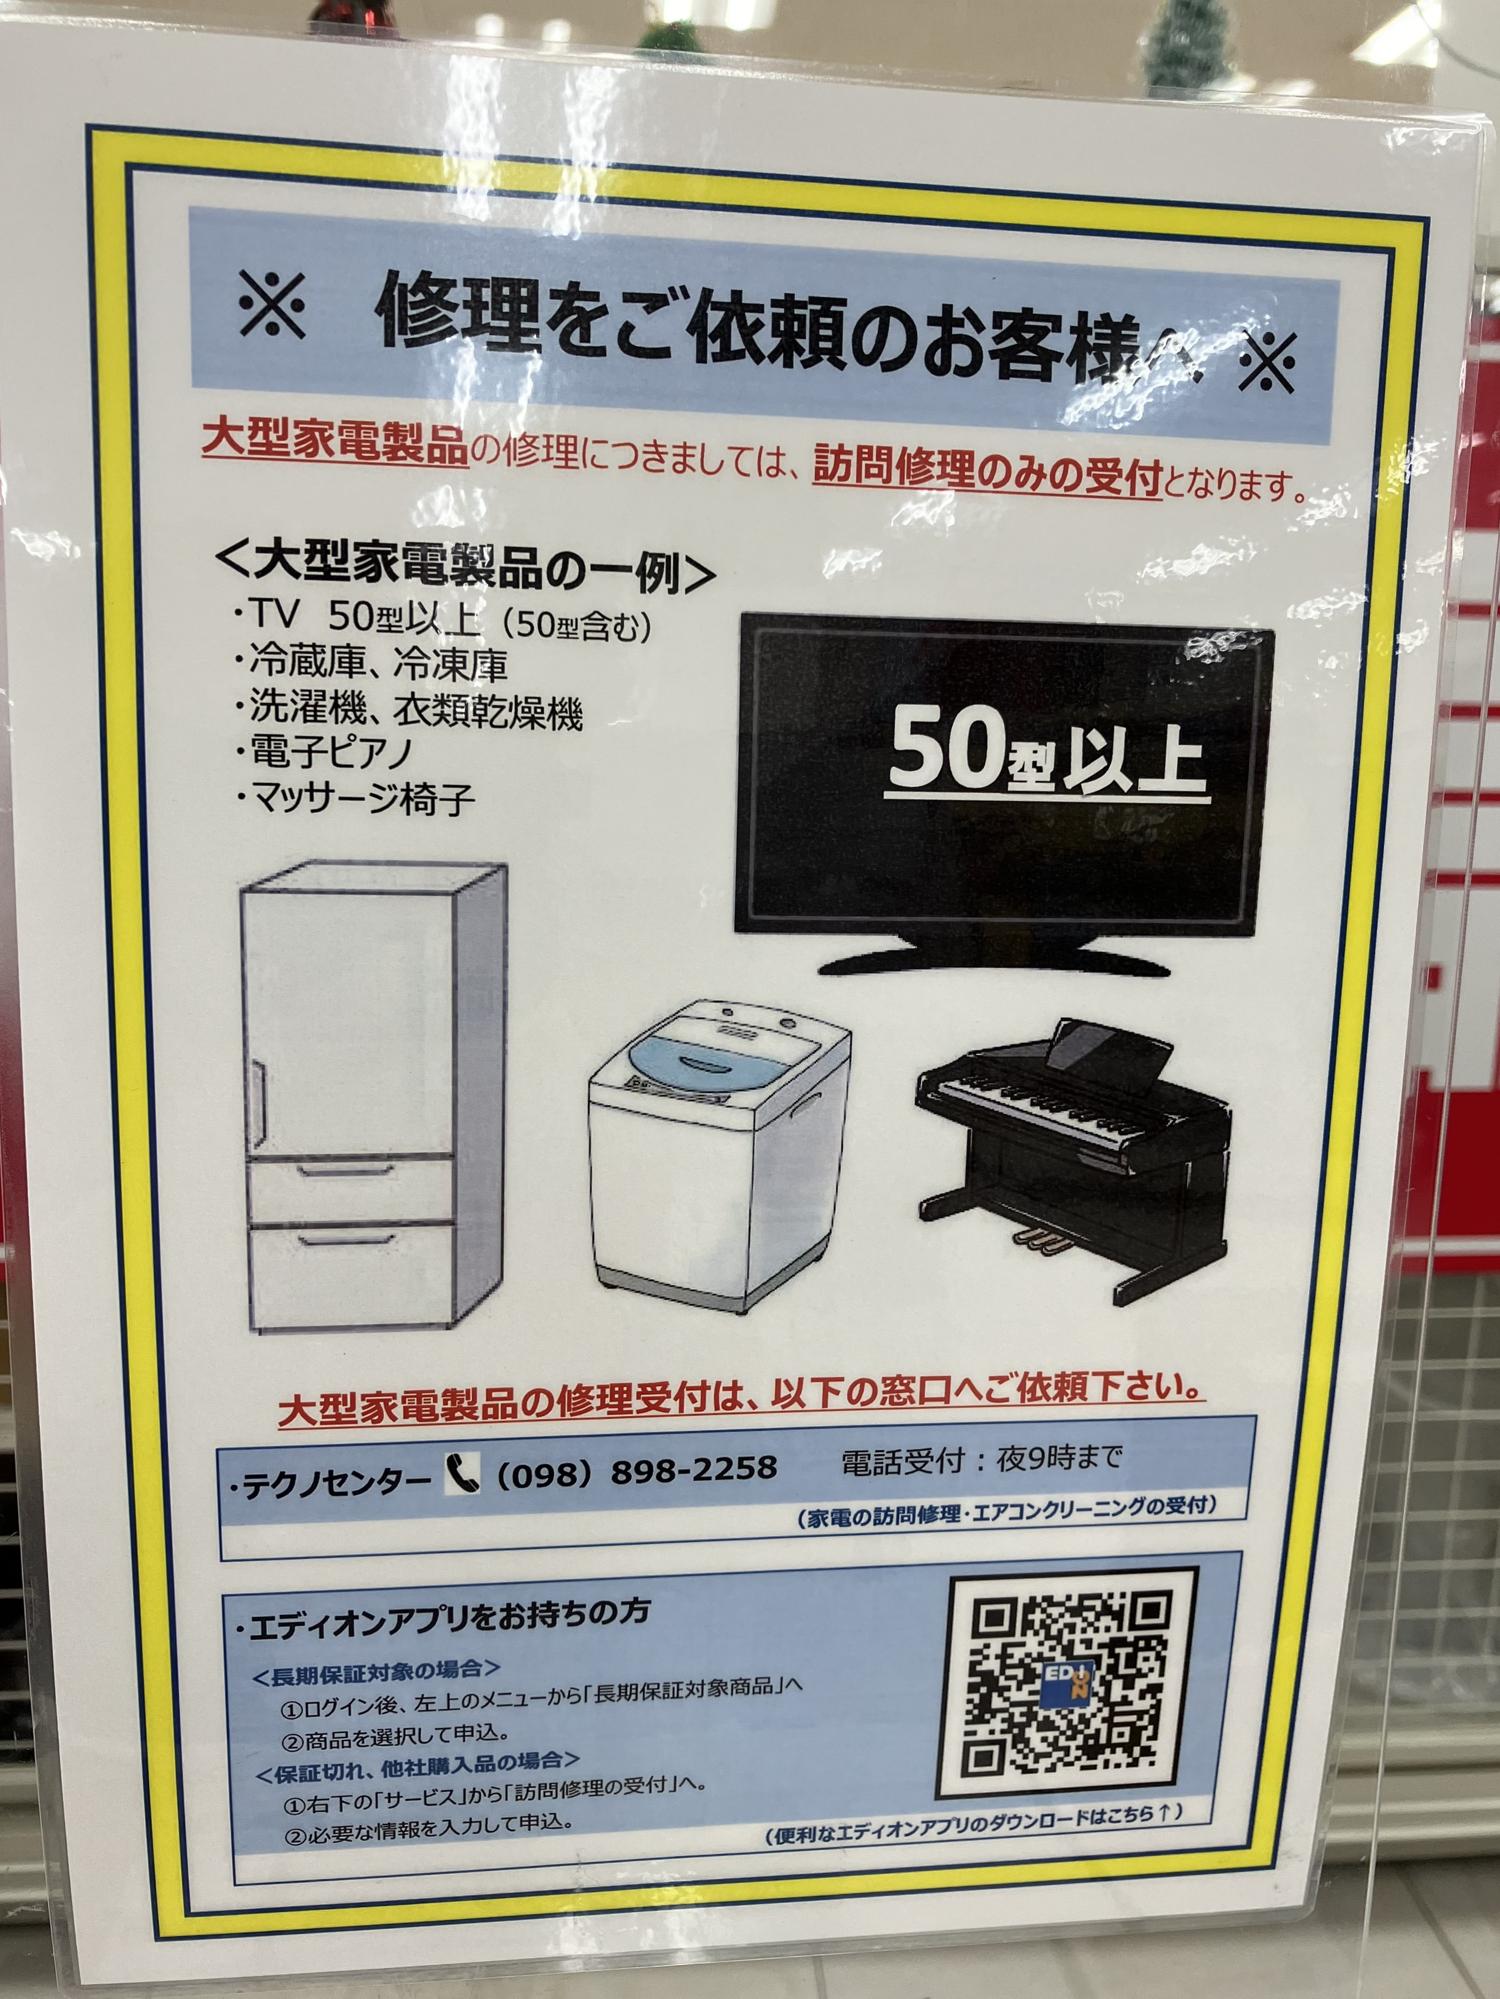 ※ 修理をご依頼のお客様へ ※
大型家電製品の修理につきましては、訪問修理のみの受付となります。
＜大型家電製品の一例＞
・TV 50型以上（50型含む）
・冷蔵庫、冷凍庫
・洗濯機、衣類乾燥機
・電子ピアノ
・マッサージ椅子
50型以上
大型家電製品の修理受付は、以下の窓口へご依頼下さい。
・テクノセンター （098）898-2258 電話受付：夜9時まで
（家電の訪問修理・エアコンクリーニングの受付）
・エディオンアプリをお持ちの方
＜長期保証対象の場合＞
①ログイン後、左上のメニューから「長期保証対象商品」へ
②商品を選択して申込。
＜保証切れ、他社購入品の場合＞
①右下の「サービス」から「訪問修理の受付」へ。
②必要な情報を入力して申込。
EDION
（便利なエディオンアプリのダウンロードはこちら↑）